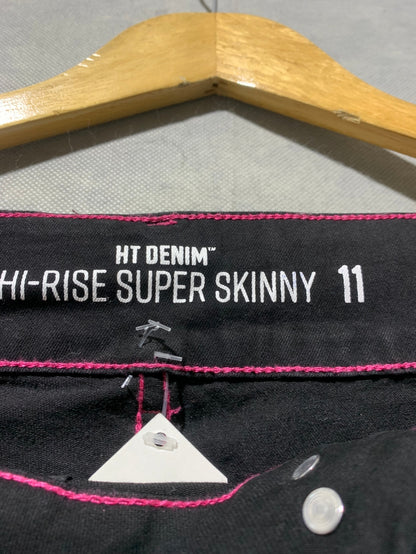 HT DENIM™
HI-RISE SUPER SKINNY 11